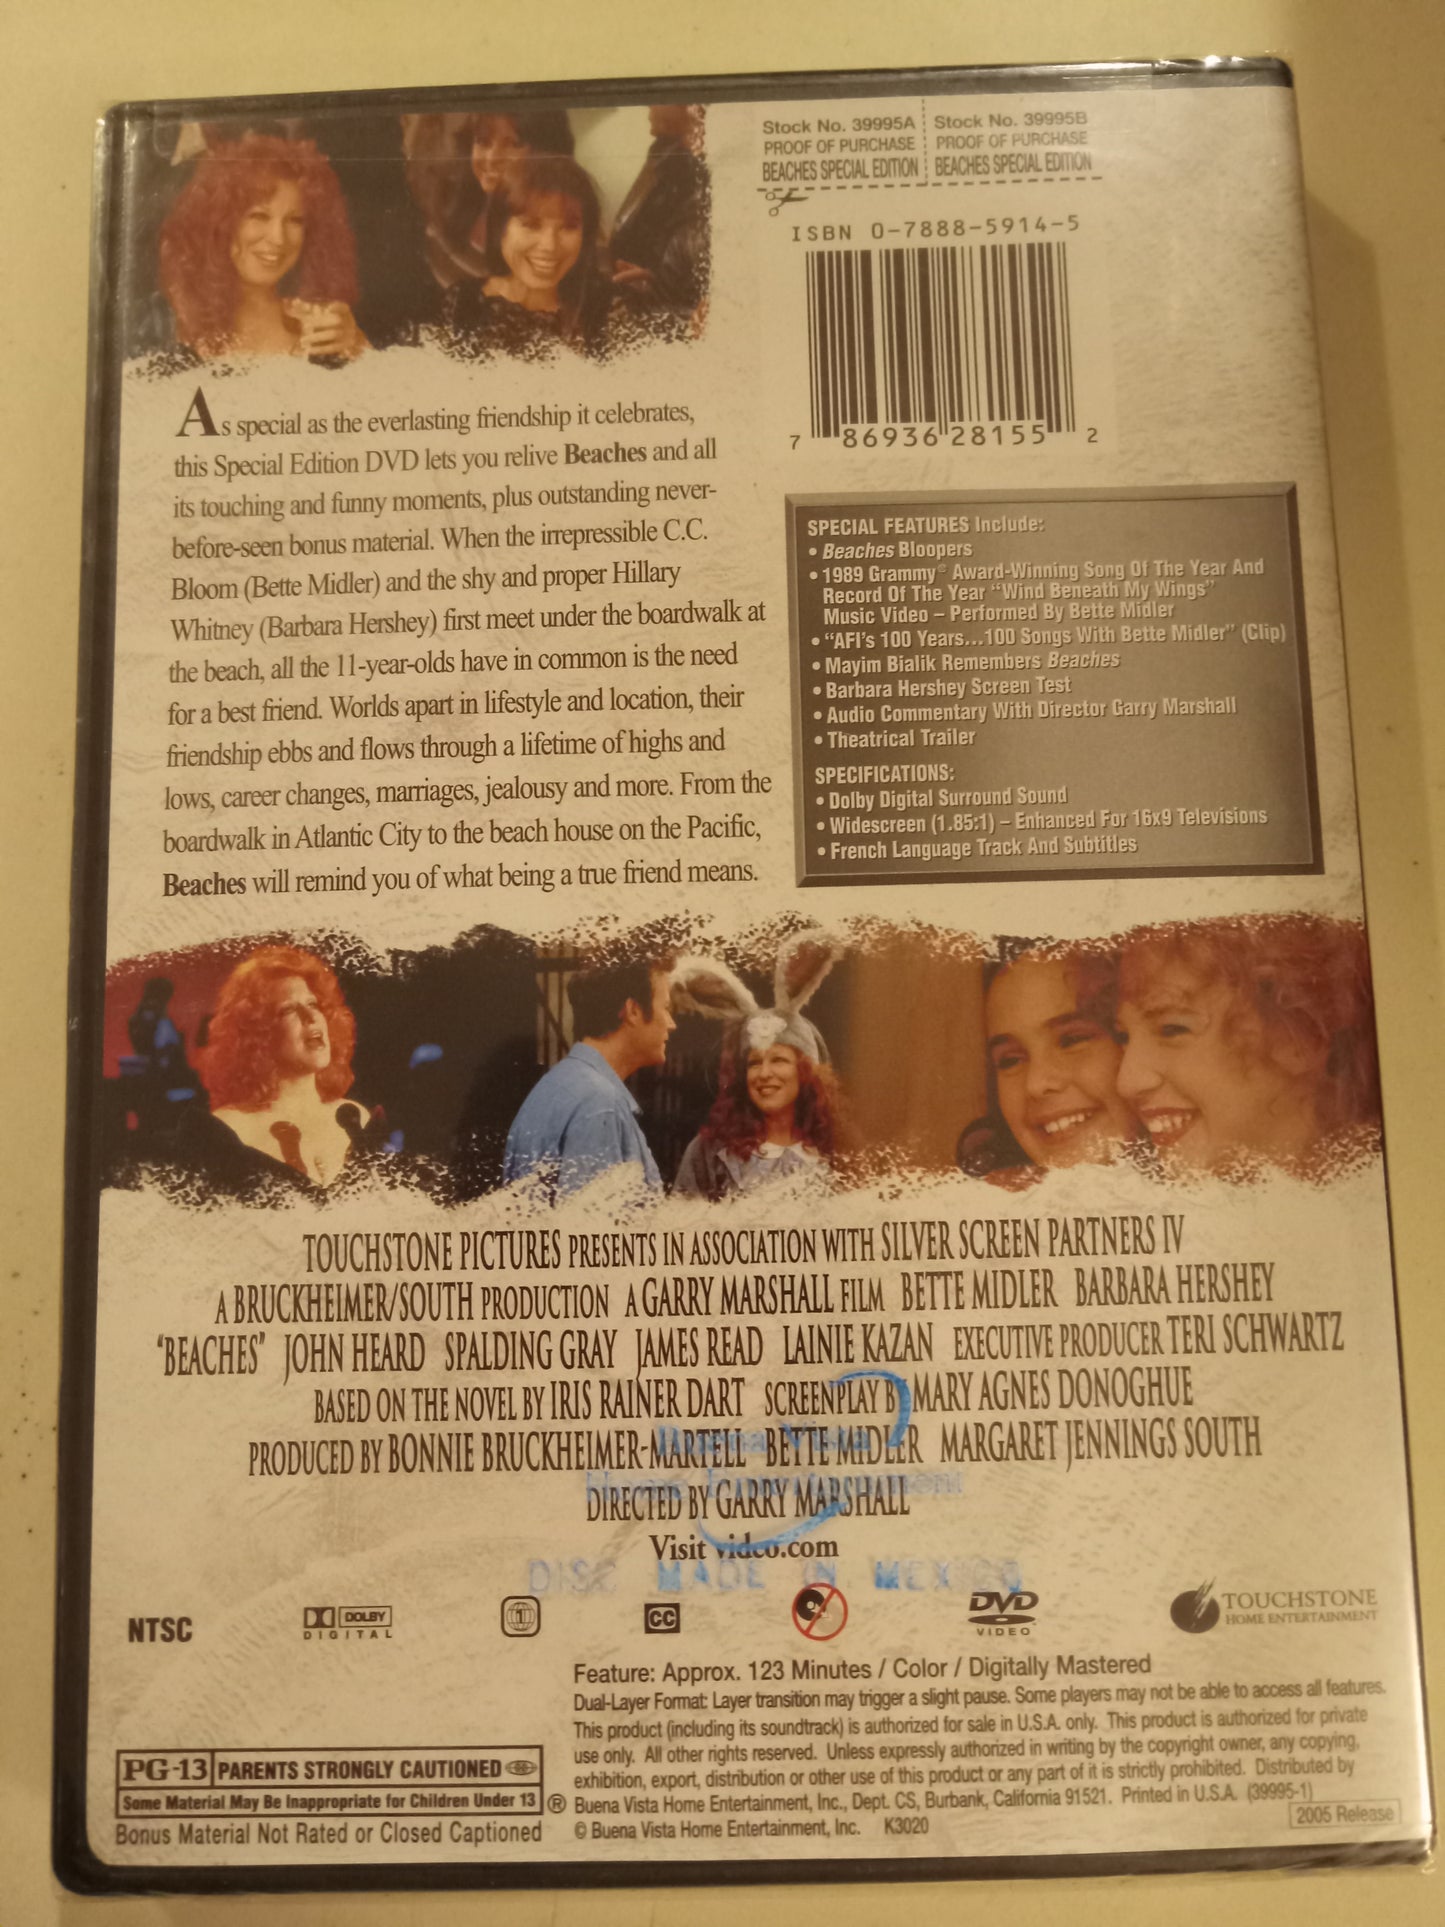 Stock No. 39995A
PROOF OF PURCHASE
BEACHES SPECIAL EDITION
Stock No. 39995B
PROOF OF PURCHASE
BEACHES SPECIAL EDITION
ISBN 0-7888-5914-5
7 86936 28155 2
As special as the everlasting friendship it celebrates,
this Special Edition DVD lets you relive Beaches and all
its touching and funny moments, plus outstanding never-
before-seen bonus material. When the irrepressible C.C.
Bloom (Bette Midler) and the shy and proper Hillary
Whitney (Barbara Hershey) first meet under the boardwalk at
the beach, all the 11-year-olds have in common is the need
for a best friend. Worlds apart in lifestyle and location, their
friendship ebbs and flows through a lifetime of highs and
lows, career changes, marriages, jealousy and more. From the
boardwalk in Atlantic City to the beach house on the Pacific,
Beaches will remind you of what being a true friend means.
SPECIAL FEATURES Include:
• Beaches Bloopers
• 1989 Grammy® Award-Winning Song Of The Year And
Record Of The Year "Wind Beneath My Wings"
Music Video – Performed By Bette Midler
• "AFI's 100 Years...100 Songs With Bette Midler" (Clip)
• Mayim Bialik Remembers Beaches
• Barbara Hershey Screen Test
• Audio Commentary With Director Garry Marshall
• Theatrical Trailer
SPECIFICATIONS:
• Dolby Digital Surround Sound
• Widescreen (1.85:1) – Enhanced For 16x9 Televisions
• French Language Track And Subtitles
TOUCHSTONE PICTURES PRESENTS IN ASSOCIATION WITH SILVER SCREEN PARTNERS IV
A BRUCKHEIMER/SOUTH PRODUCTION A GARRY MARSHALL FILM BETTE MIDLER BARBARA HERSHEY
"BEACHES" JOHN HEARD SPALDING GRAY JAMES READ LAINIE KAZAN EXECUTIVE PRODUCER TERI SCHWARTZ
BASED ON THE NOVEL BY IRIS RAINER DART SCREENPLAY BY MARY AGNES DONOGHUE
PRODUCED BY BONNIE BRUCKHEIMER-MARTELL BETTE MIDLER MARGARET JENNINGS SOUTH
DIRECTED BY GARRY MARSHALL
Visit video.com
DISC MADE IN MEXICO
NTSC
DOLBY
DIGITAL
1
CC
DVD
VIDEO
TOUCHSTONE
HOME ENTERTAINMENT
Feature: Approx. 123 Minutes / Color / Digitally Mastered
Dual-Layer Format: Layer transition may trigger a slight pause. Some players may not be able to access all features.
This product (including its soundtrack) is authorized for sale in U.S.A. only. This product is authorized for private
use only. All other rights reserved. Unless expressly authorized in writing by the copyright owner, any copying,
exhibition, export, distribution or other use of this product or any part of it is strictly prohibited. Distributed by
Buena Vista Home Entertainment, Inc., Dept. CS, Burbank, California 91521. Printed in U.S.A. (39995-1)
© Buena Vista Home Entertainment, Inc. K3020
2005 Release
PG-13 PARENTS STRONGLY CAUTIONED
Some Material May Be Inappropriate for Children Under 13 ®
Bonus Material Not Rated or Closed Captioned